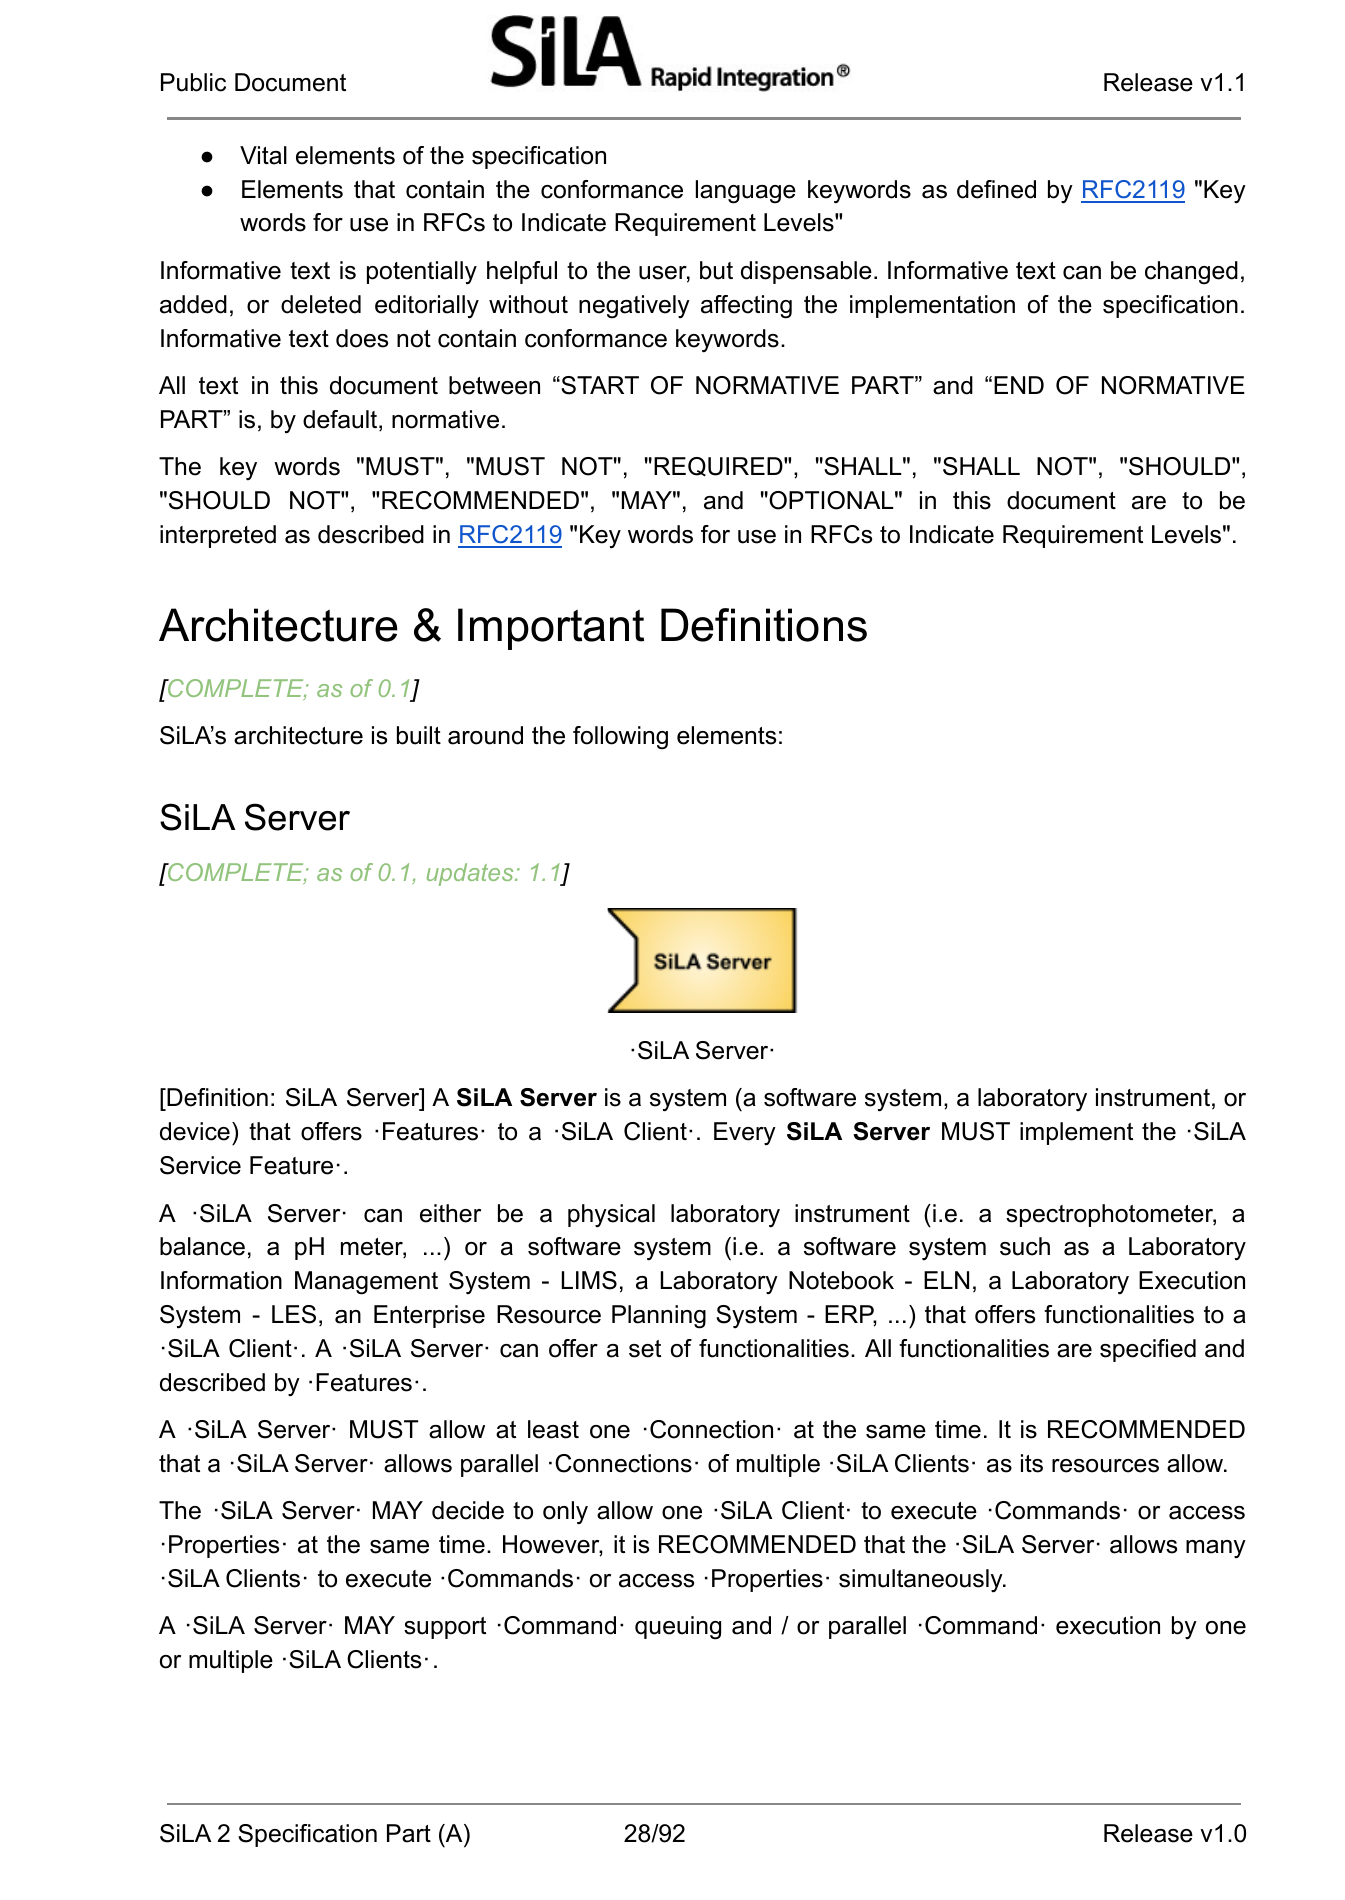 Public Document
SiLA Rapid Integration®
Release v1.1
● Vital elements of the specification
● Elements that contain the conformance language keywords as defined by RFC2119 "Key
words for use in RFCs to Indicate Requirement Levels"
Informative text is potentially helpful to the user, but dispensable. Informative text can be changed,
added, or deleted editorially without negatively affecting the implementation of the specification.
Informative text does not contain conformance keywords.
All text in this document between “START OF NORMATIVE PART” and “END OF NORMATIVE
PART” is, by default, normative.
The key words "MUST", "MUST NOT", "REQUIRED", "SHALL", "SHALL NOT", "SHOULD",
"SHOULD NOT", "RECOMMENDED", "MAY", and "OPTIONAL" in this document are to be
interpreted as described in RFC2119 "Key words for use in RFCs to Indicate Requirement Levels".
Architecture & Important Definitions
[COMPLETE; as of 0.1]
SiLA’s architecture is built around the following elements:
SiLA Server
[COMPLETE; as of 0.1, updates: 1.1]
SiLA Server
·SiLA Server·
[Definition: SiLA Server] A SiLA Server is a system (a software system, a laboratory instrument, or
device) that offers ·Features· to a ·SiLA Client·. Every SiLA Server MUST implement the ·SiLA
Service Feature·.
A ·SiLA Server· can either be a physical laboratory instrument (i.e. a spectrophotometer, a
balance, a pH meter, ...) or a software system (i.e. a software system such as a Laboratory
Information Management System - LIMS, a Laboratory Notebook - ELN, a Laboratory Execution
System - LES, an Enterprise Resource Planning System - ERP, ...) that offers functionalities to a
·SiLA Client·. A ·SiLA Server· can offer a set of functionalities. All functionalities are specified and
described by ·Features·.
A ·SiLA Server· MUST allow at least one ·Connection· at the same time. It is RECOMMENDED
that a ·SiLA Server· allows parallel ·Connections· of multiple ·SiLA Clients· as its resources allow.
The ·SiLA Server· MAY decide to only allow one ·SiLA Client· to execute ·Commands· or access
·Properties· at the same time. However, it is RECOMMENDED that the ·SiLA Server· allows many
·SiLA Clients· to execute ·Commands· or access ·Properties· simultaneously.
A ·SiLA Server· MAY support ·Command· queuing and / or parallel ·Command· execution by one
or multiple ·SiLA Clients·.
SiLA 2 Specification Part (A)
28/92
Release v1.0